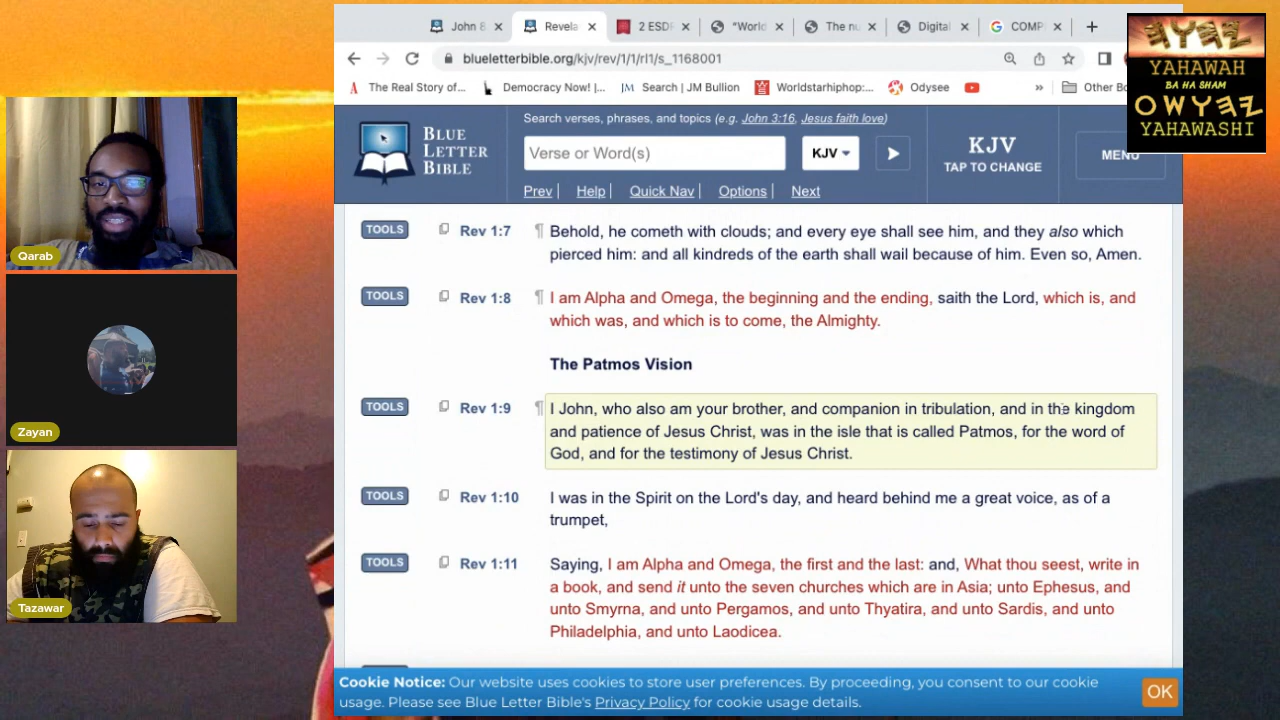 John 8
Revela
2 ESDR
"World
The nu
Digital
COMP
blueletterbible.org/kjv/rev/1/1/rl1/s_1168001
The Real Story of...
Democracy Now! |...
JM Search | JM Bullion
Worldstarhiphop:...
Odysee
»
Other Bo
BLUE
LETTER
BIBLE
Search verses, phrases, and topics (e.g. John 3:16, Jesus faith love)
Verse or Word(s)
KJV
Prev | Help | Quick Nav | Options | Next
KJV
TAP TO CHANGE
MENU
YAHAWAH
BA HA SHAM
YAHAWASHI
TOOLS Rev 1:7 ¶ Behold, he cometh with clouds; and every eye shall see him, and they also which
pierced him: and all kindreds of the earth shall wail because of him. Even so, Amen.
TOOLS Rev 1:8 ¶ I am Alpha and Omega, the beginning and the ending, saith the Lord, which is, and
which was, and which is to come, the Almighty.
The Patmos Vision
TOOLS Rev 1:9 ¶ I John, who also am your brother, and companion in tribulation, and in the kingdom
and patience of Jesus Christ, was in the isle that is called Patmos, for the word of
God, and for the testimony of Jesus Christ.
TOOLS Rev 1:10 I was in the Spirit on the Lord's day, and heard behind me a great voice, as of a
trumpet,
TOOLS Rev 1:11 Saying, I am Alpha and Omega, the first and the last: and, What thou seest, write in
a book, and send it unto the seven churches which are in Asia; unto Ephesus, and
unto Smyrna, and unto Pergamos, and unto Thyatira, and unto Sardis, and unto
Philadelphia, and unto Laodicea.
Cookie Notice: Our website uses cookies to store user preferences. By proceeding, you consent to our cookie
usage. Please see Blue Letter Bible's Privacy Policy for cookie usage details.
OK
Qarab
Zayan
Tazawar